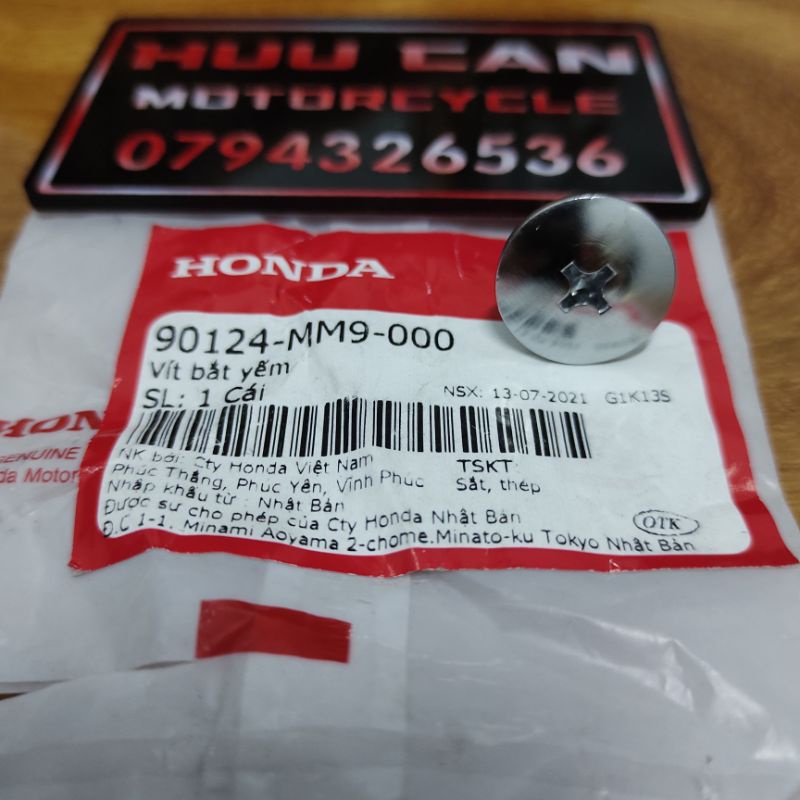 HUU CAN
MOTORCYCLE
0794326536
HONDA
90124-MM9-000
Vít bắt yếm
SL: 1 Cái
NSX: 13-07-2021 G1K13S
NK bởi: Cty Honda Việt Nam
Phúc Thắng, Phúc Yên, Vĩnh Phúc
Nhập khẩu từ : Nhật Bản
Được sự cho phép của Cty Honda Nhật Bản
Đ.C 1-1, Minami Aoyama 2-chome.Minato-ku Tokyo Nhật Bản
TSKT
Sắt, thép
QTK
HON
GENUINE
da Motor